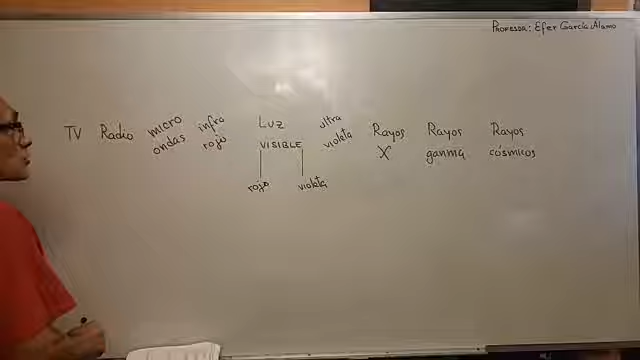 PROFESOR: Efer García Álamo
TV Radio micro ondas infra rojo LUZ VISIBLE ultra violeta Rayos X Rayos gamma Rayos cósmicos
rojo violeta